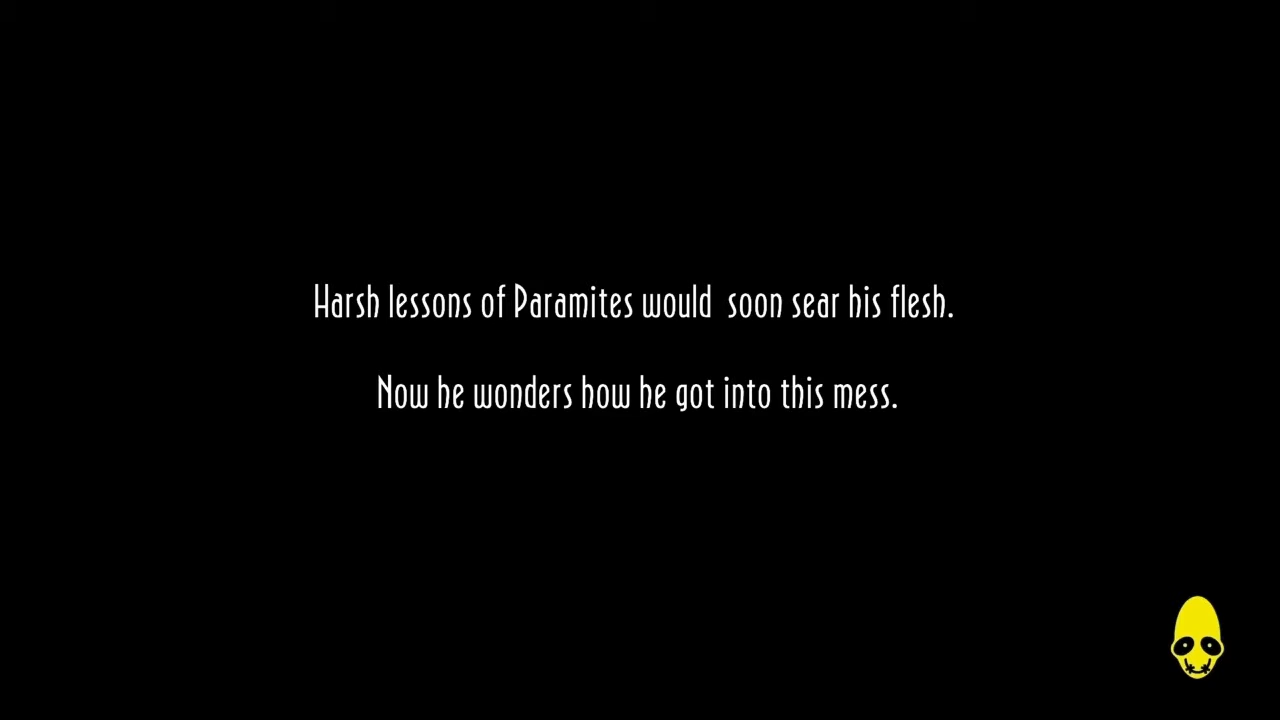 Harsh lessons of Paramites would  soon sear his flesh.
Now he wonders how he got into this mess.